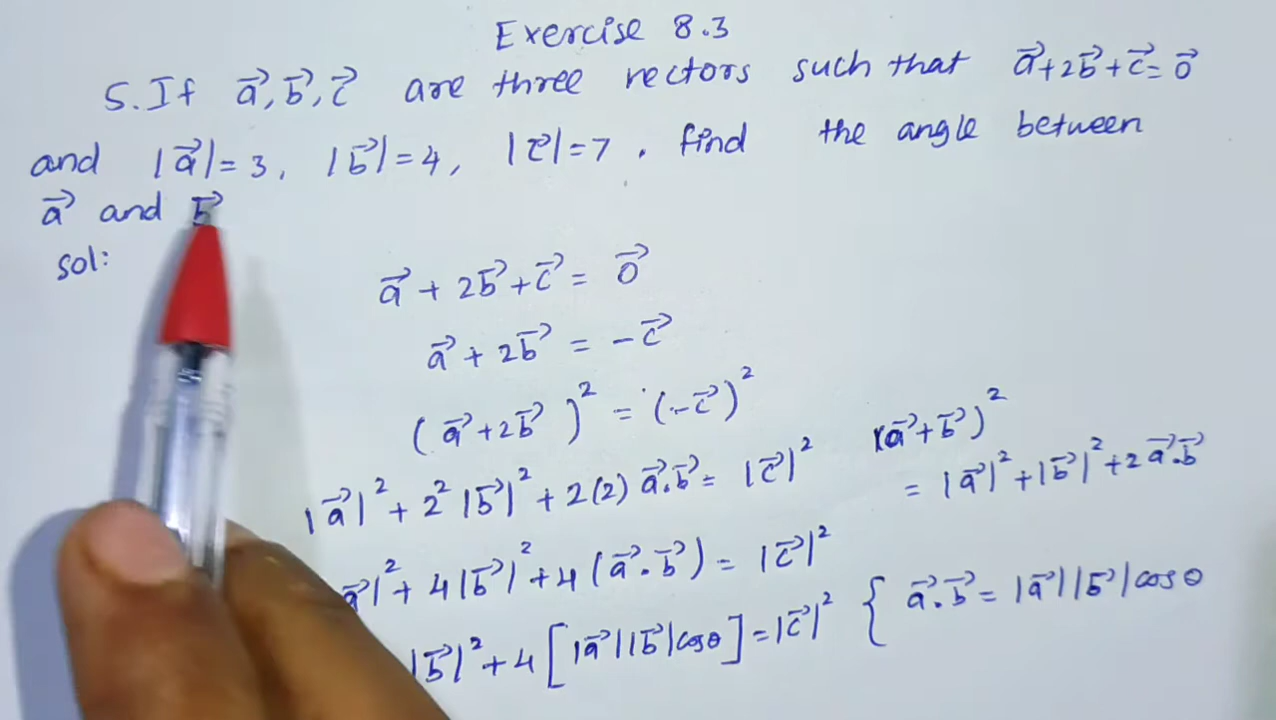 Exercise 8.3
5. If a⃗, b⃗, c⃗ are three vectors such that a⃗+2b⃗+c⃗=0⃗
and |a⃗|=3, |b⃗|=4, |c⃗|=7. find the angle between
a⃗ and b⃗
sol:
a⃗ + 2b⃗ + c⃗ = 0⃗
a⃗ + 2b⃗ = -c⃗
(a⃗+2b⃗)² = (-c⃗)²
(a⃗+b⃗)²
|a⃗|² + 2²|b⃗|² + 2(2) a⃗.b⃗ = |c⃗|²
= |a⃗|²+|b⃗|²+2a⃗.b⃗
a⃗|² + 4|b⃗|² + 4(a⃗.b⃗) = |c⃗|²
|b⃗|² + 4[|a⃗||b⃗|cosθ] = |c⃗|² { a⃗.b⃗ = |a⃗||b⃗|cosθ